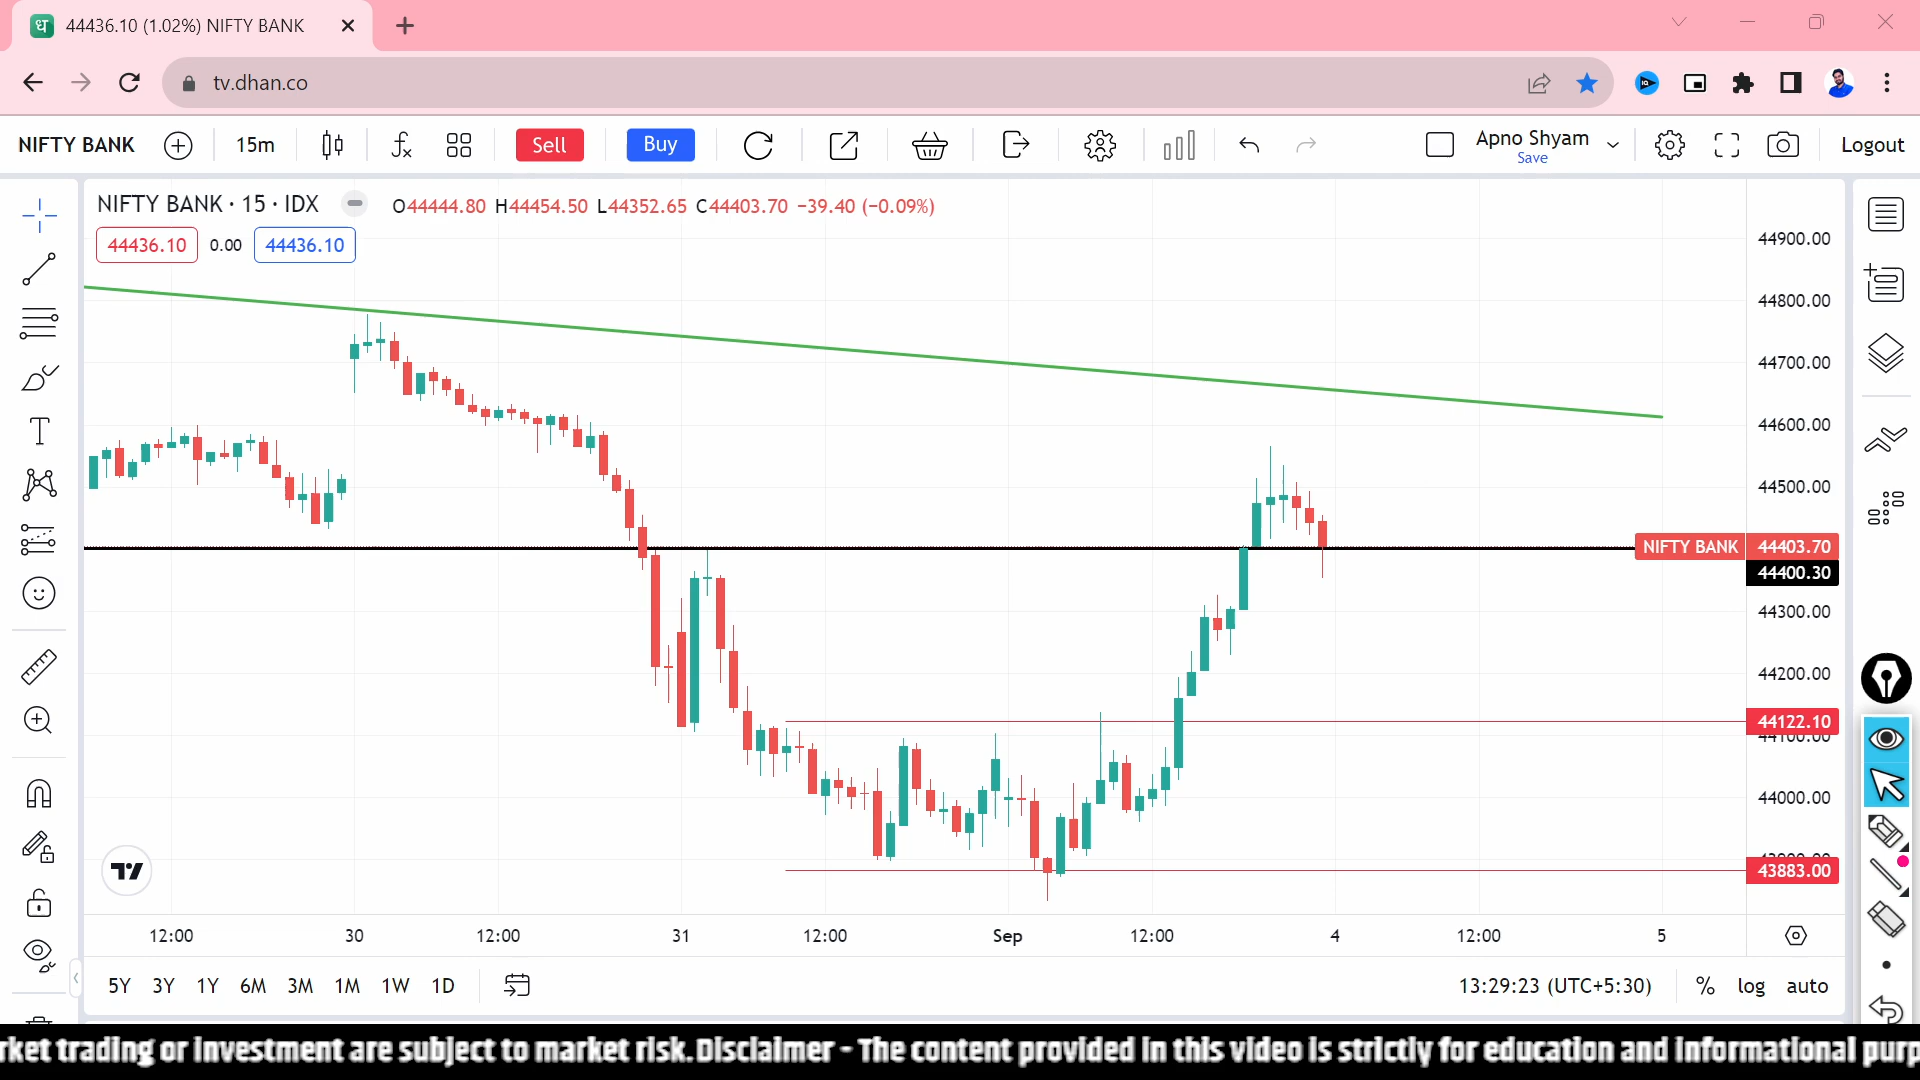 धा 44436.10 (1.02%) NIFTY BANK
tv.dhan.co
NIFTY BANK 15m Sell Buy Apno Shyam Save Logout
NIFTY BANK · 15 · IDX O44444.80 H44454.50 L44352.65 C44403.70 −39.40 (−0.09%)
44436.10 0.00 44436.10
44900.00
44800.00
44700.00
44600.00
44500.00
NIFTY BANK 44403.70
44400.30
44300.00
44200.00
44122.10
44100.00
44000.00
43883.00
12:00 30 12:00 31 12:00 Sep 12:00 4 12:00 5
5Y 3Y 1Y 6M 3M 1M 1W 1D 13:29:23 (UTC+5:30) % log auto
rket trading or investment are subject to market risk. Disclaimer - The content provided in this video is strictly for education and informational purp